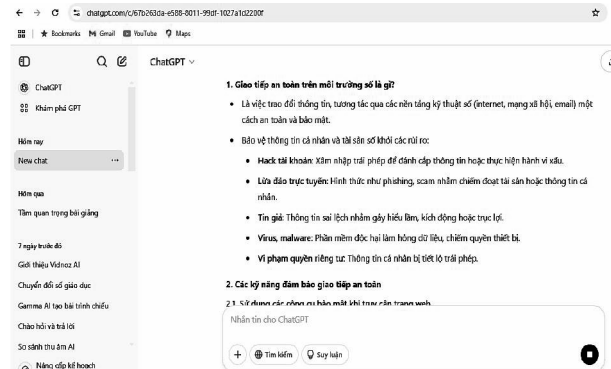 chatgpt.com/c/67b263da-e588-8011-99df-1027a1d2200f
Bookmarks Gmail YouTube Maps
ChatGPT
ChatGPT
Khám phá GPT
Hôm nay
New chat
Hôm qua
Tầm quan trọng bài giảng
7 ngày trước đó
Giới thiệu Vidnoz AI
Chuyển đổi số giáo dục
Gamma AI tạo bài trình chiếu
Chào hỏi và trả lời
So sánh thu âm AI
Nâng cấp kế hoạch
1. Giao tiếp an toàn trên môi trường số là gì?
• Là việc trao đổi thông tin, tương tác qua các nền tảng kỹ thuật số (internet, mạng xã hội, email) một
cách an toàn và bảo mật.
• Bảo vệ thông tin cá nhân và tài sản số khỏi các rủi ro:
• Hack tài khoản: Xâm nhập trái phép để đánh cắp thông tin hoặc thực hiện hành vi xấu.
• Lừa đảo trực tuyến: Hình thức như phishing, scam nhằm chiếm đoạt tài sản hoặc thông tin cá
nhân.
• Tin giả: Thông tin sai lệch nhằm gây hiểu lầm, kích động hoặc trục lợi.
• Virus, malware: Phần mềm độc hại làm hỏng dữ liệu, chiếm quyền thiết bị.
• Vi phạm quyền riêng tư: Thông tin cá nhân bị tiết lộ trái phép.
2. Các kỹ năng đảm bảo giao tiếp an toàn
2.1. Sử dụng các công cụ bảo mật khi truy cập trang web
Nhắn tin cho ChatGPT
Tìm kiếm Suy luận